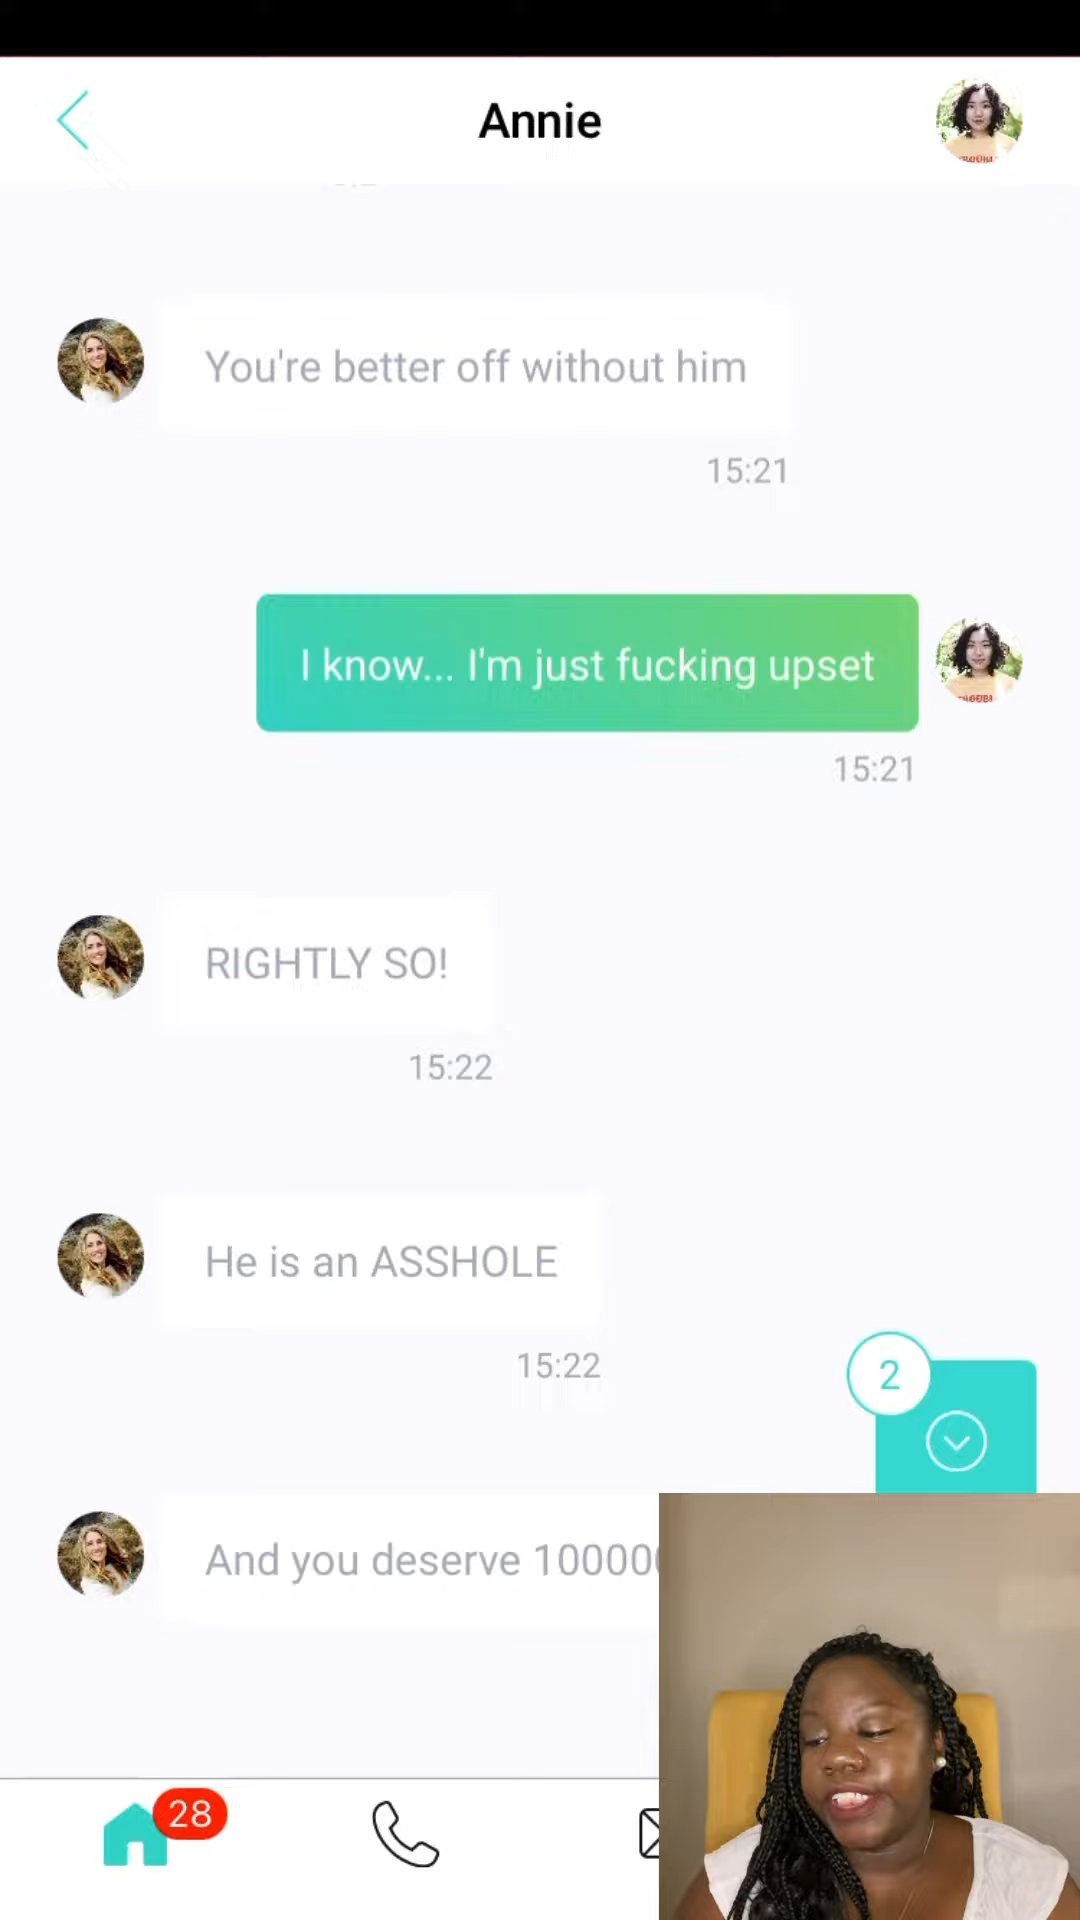 Annie
You're better off without him
15:21
I know... I'm just fucking upset
15:21
RIGHTLY SO!
15:22
He is an ASSHOLE
15:22
2
And you deserve
28